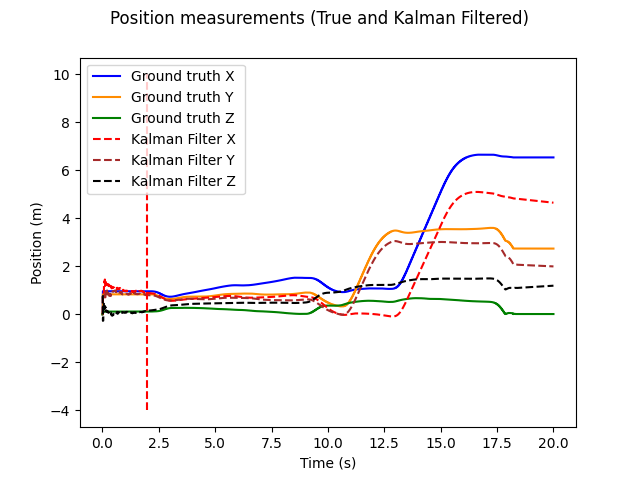 Position measurements (True and Kalman Filtered)
Ground truth X
Ground truth Y
Ground truth Z
Kalman Filter X
Kalman Filter Y
Kalman Filter Z
10
8
6
4
2
0
−2
−4
Position (m)
0.0 2.5 5.0 7.5 10.0 12.5 15.0 17.5 20.0
Time (s)